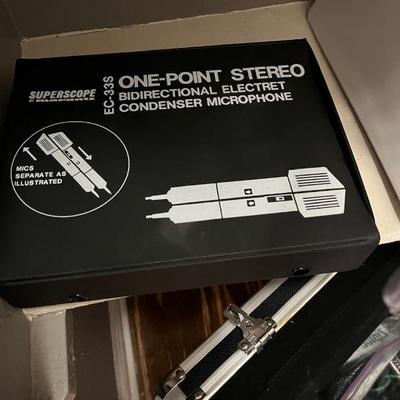 SUPERSCOPE
EC-33S
ONE-POINT STEREO
BIDIRECTIONAL ELECTRET
CONDENSER MICROPHONE
MICS
SEPARATE AS
ILLUSTRATED